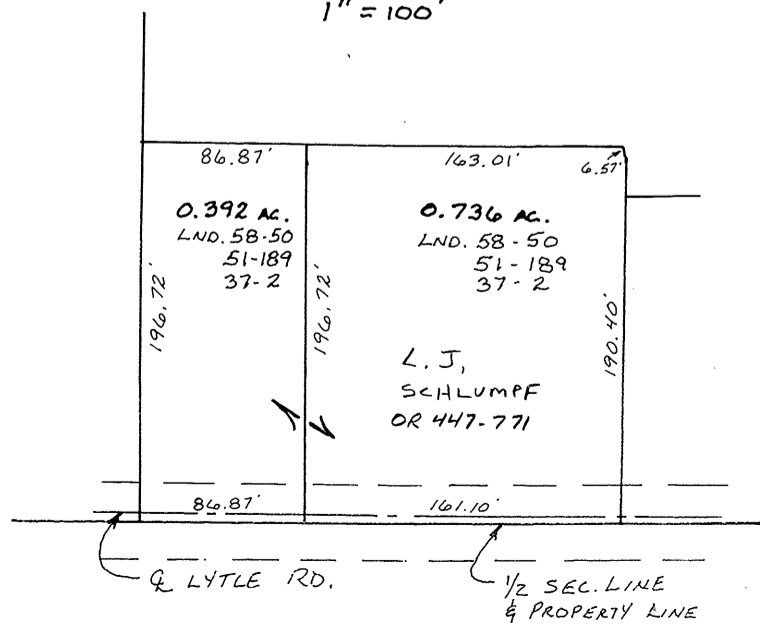 1" = 100'
86.87'
163.01'
6.57'
0.392 AC.
LND. 58-50
51-189
37-2
0.736 AC.
LND. 58-50
51-189
37-2
196.72'
196.72'
190.40'
L. J,
SCHLUMPF
OR 447-771
86.87'
161.10'
℄ LYTLE RD.
1/2 SEC. LINE
& PROPERTY LINE